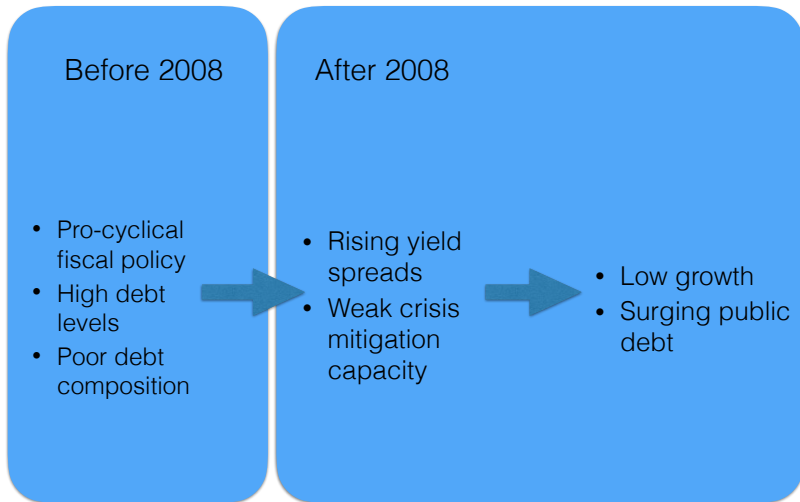 Before 2008
• Pro-cyclical
fiscal policy
• High debt
levels
• Poor debt
composition
After 2008
• Rising yield
spreads
• Weak crisis
mitigation
capacity
• Low growth
• Surging public
debt